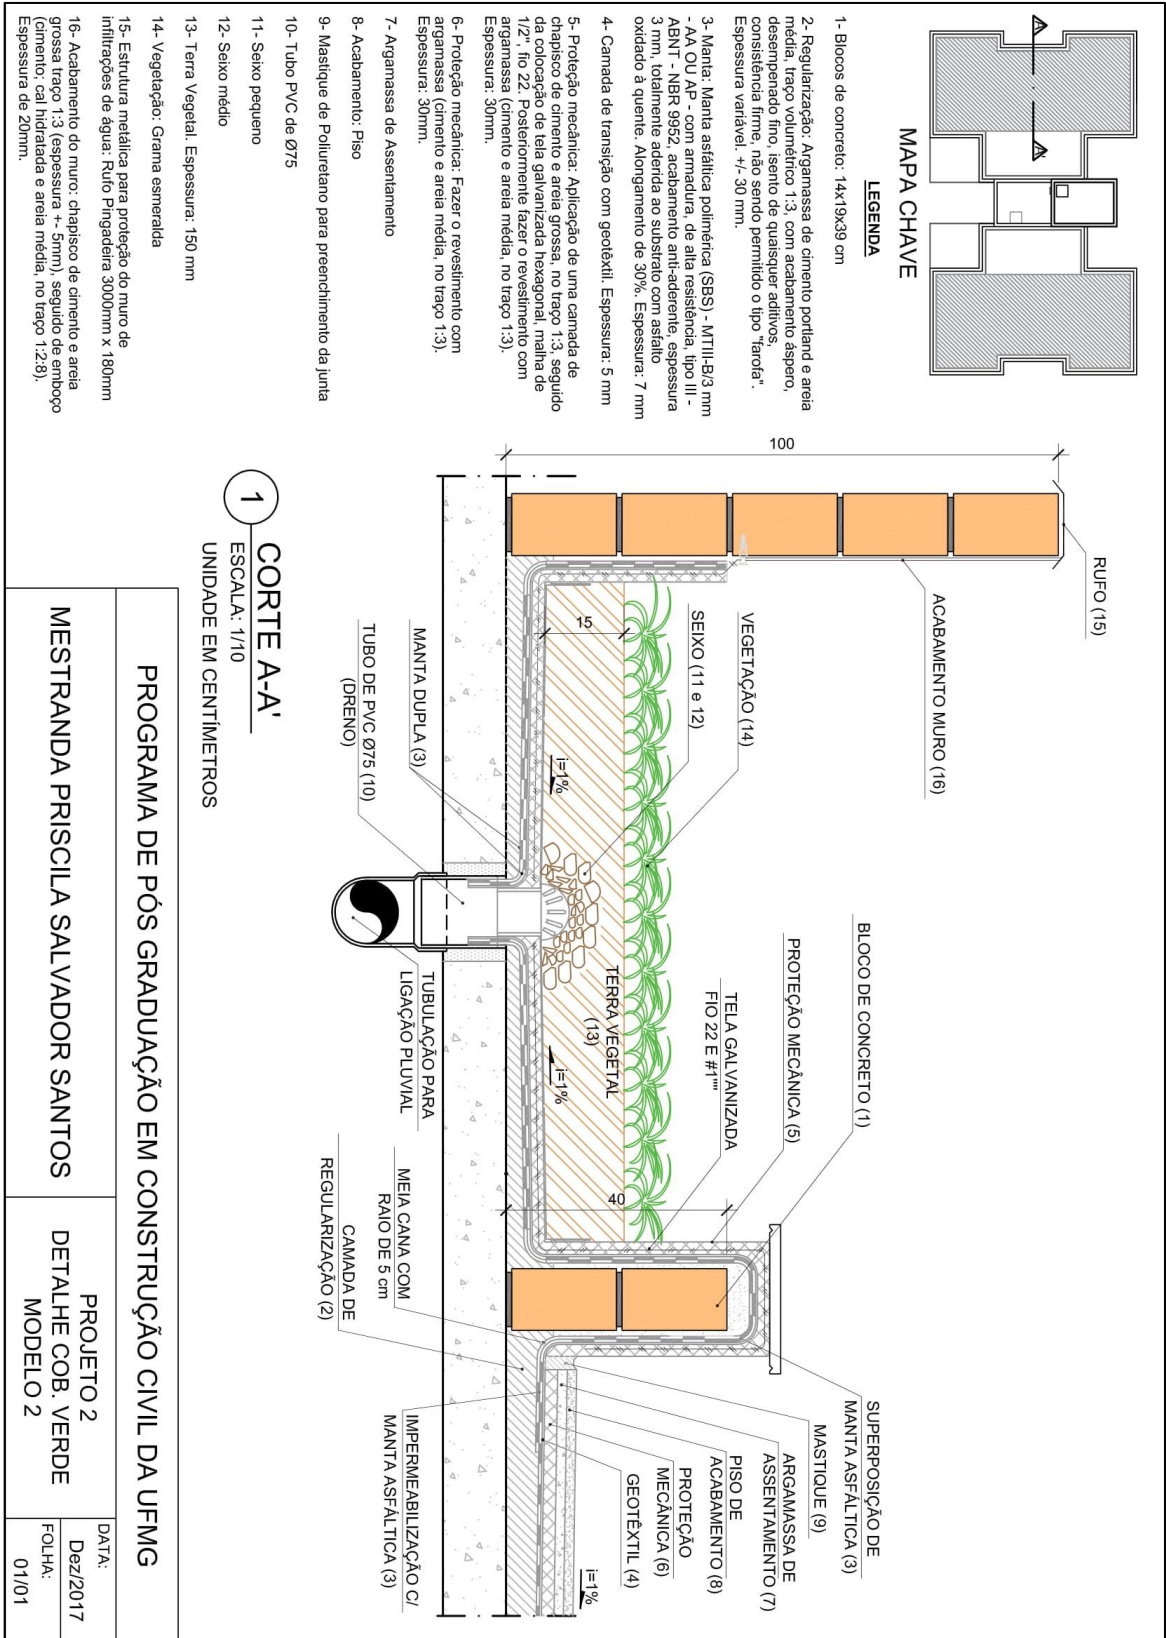 MAPA CHAVE
A
A'
LEGENDA
1- Blocos de concreto: 14x19x39 cm
2- Regularização: Argamassa de cimento portland e areia
média, traço volumétrico 1:3, com acabamento áspero,
desempenado fino, isento de quaisquer aditivos,
consistência firme, não sendo permitido o tipo "farofa".
Espessura variável. +/- 30 mm.
3- Manta: Manta asfáltica polimérica (SBS) - MTIII-B/3 mm
- AA OU AP - com armadura, de alta resistência, tipo III -
ABNT - NBR 9952, acabamento anti-aderente, espessura
3 mm, totalmente aderida ao substrato com asfalto
oxidado à quente. Alongamento de 30%. Espessura: 7 mm
4- Camada de transição com geotêxtil. Espessura: 5 mm
5- Proteção mecânica: Aplicação de uma camada de
chapisco de cimento e areia grossa, no traço 1:3, seguido
da colocação de tela galvanizada hexagonal, malha de
1/2", fio 22. Posteriormente fazer o revestimento com
argamassa (cimento e areia média, no traço 1:3).
Espessura: 30mm.
6- Proteção mecânica: Fazer o revestimento com
argamassa (cimento e areia média, no traço 1:3).
Espessura: 30mm.
7- Argamassa de Assentamento
8- Acabamento: Piso
9- Mastique de Poliuretano para preenchimento da junta
10- Tubo PVC de Ø75
11- Seixo pequeno
12- Seixo médio
13- Terra Vegetal. Espessura: 150 mm
14- Vegetação: Grama esmeralda
15- Estrutura metálica para proteção do muro de
infiltrações de água: Rufo Pingadeira 3000mm x 180mm
16- Acabamento do muro: chapisco de cimento e areia
grossa traço 1:3 (espessura +- 5mm), seguido de emboço
(cimento; cal hidratada e areia média, no traço 1:2:8).
Espessura de 20mm.
100
RUFO (15)
ACABAMENTO MURO (16)
VEGETAÇÃO (14)
SEIXO (11 e 12)
15
i=1%
MANTA DUPLA (3)
TUBO DE PVC Ø75 (10)
(DRENO)
BLOCO DE CONCRETO (1)
PROTEÇÃO MECÂNICA (5)
TELA GALVANIZADA
FIO 22 E #1""
TERRA VEGETAL
(13)
i=1%
40
TUBULAÇÃO PARA
LIGAÇÃO PLUVIAL
MEIA CANA COM
RAIO DE 5 cm
CAMADA DE
REGULARIZAÇÃO (2)
SUPERPOSIÇÃO DE
MANTA ASFÁLTICA (3)
MASTIQUE (9)
ARGAMASSA DE
ASSENTAMENTO (7)
PISO DE
ACABAMENTO (8)
PROTEÇÃO
MECÂNICA (6)
GEOTÊXTIL (4)
i=1%
IMPERMEABILIZAÇÃO C/
MANTA ASFÁLTICA (3)
1
CORTE A-A'
ESCALA: 1/10
UNIDADE EM CENTÍMETROS
PROGRAMA DE PÓS GRADUAÇÃO EM CONSTRUÇÃO CIVIL DA UFMG
MESTRANDA PRISCILA SALVADOR SANTOS
PROJETO 2
DETALHE COB. VERDE
MODELO 2
DATA:
Dez/2017
FOLHA:
01/01